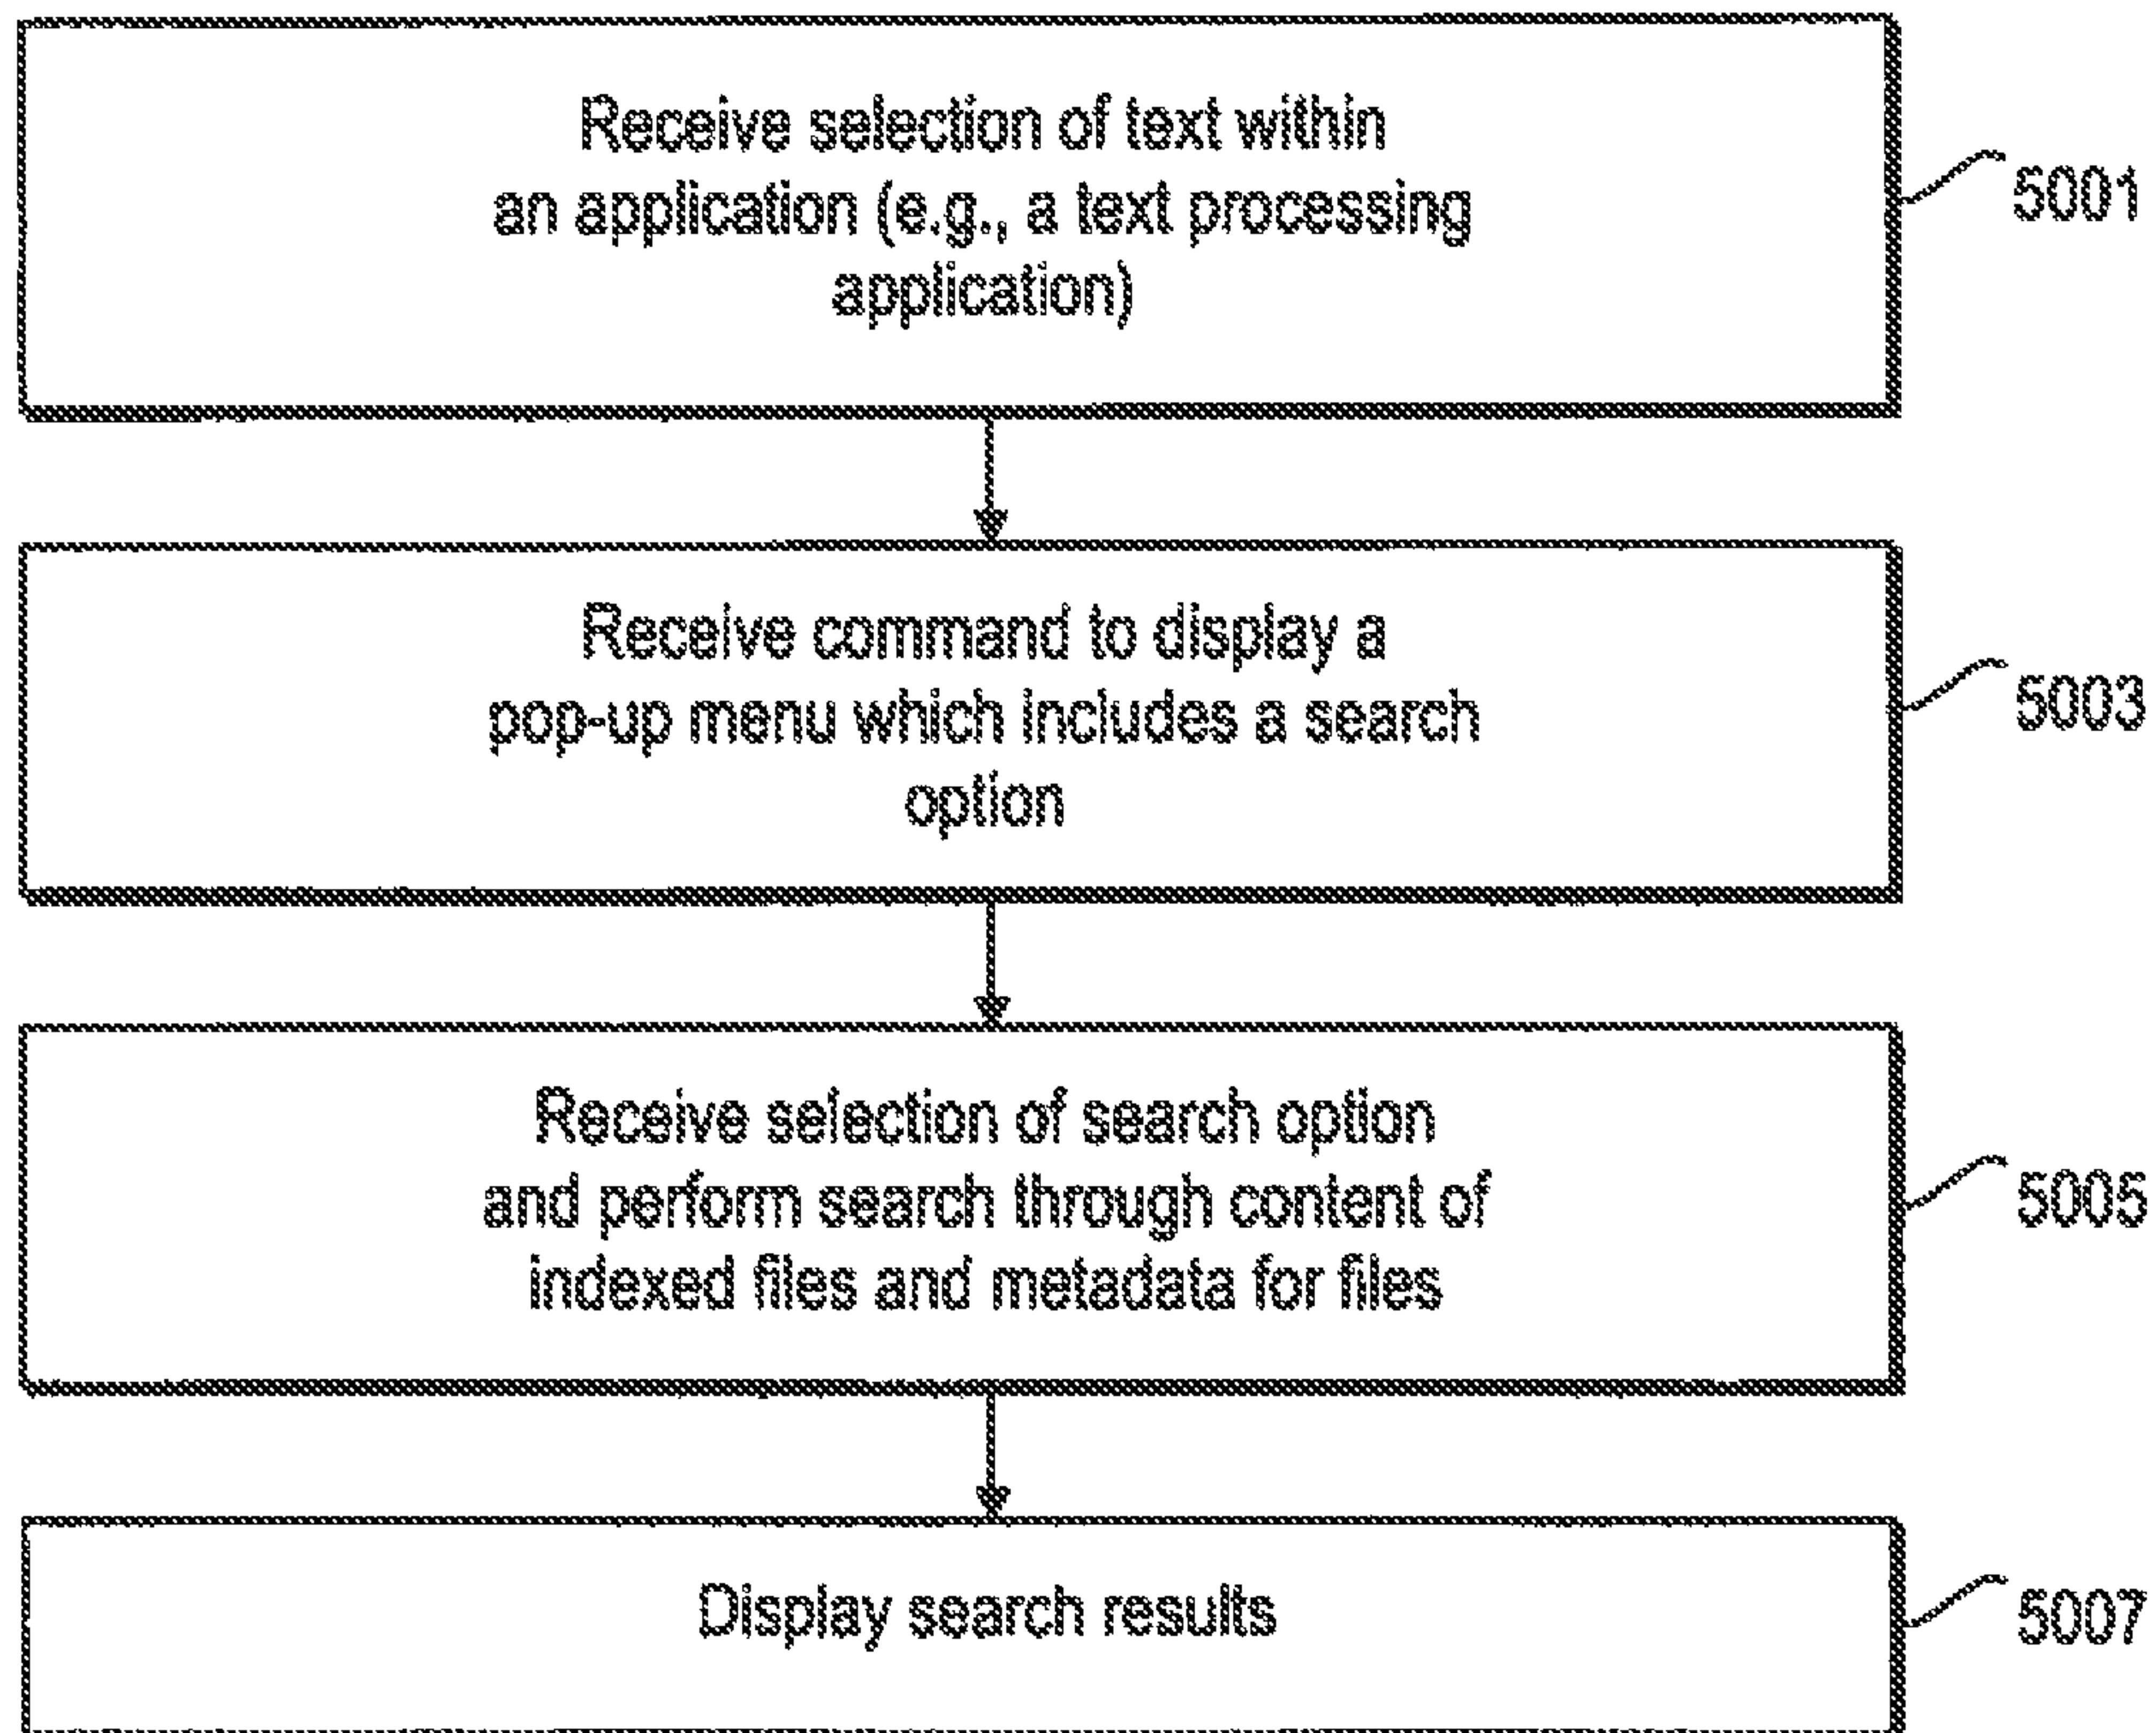 Receive selection of text within
an application (e.g., a text processing
application)
5001
Receive command to display a
pop-up menu which includes a search
option
5003
Receive selection of search option
and perform search through content of
indexed files and metadata for files
5005
Display search results
5007